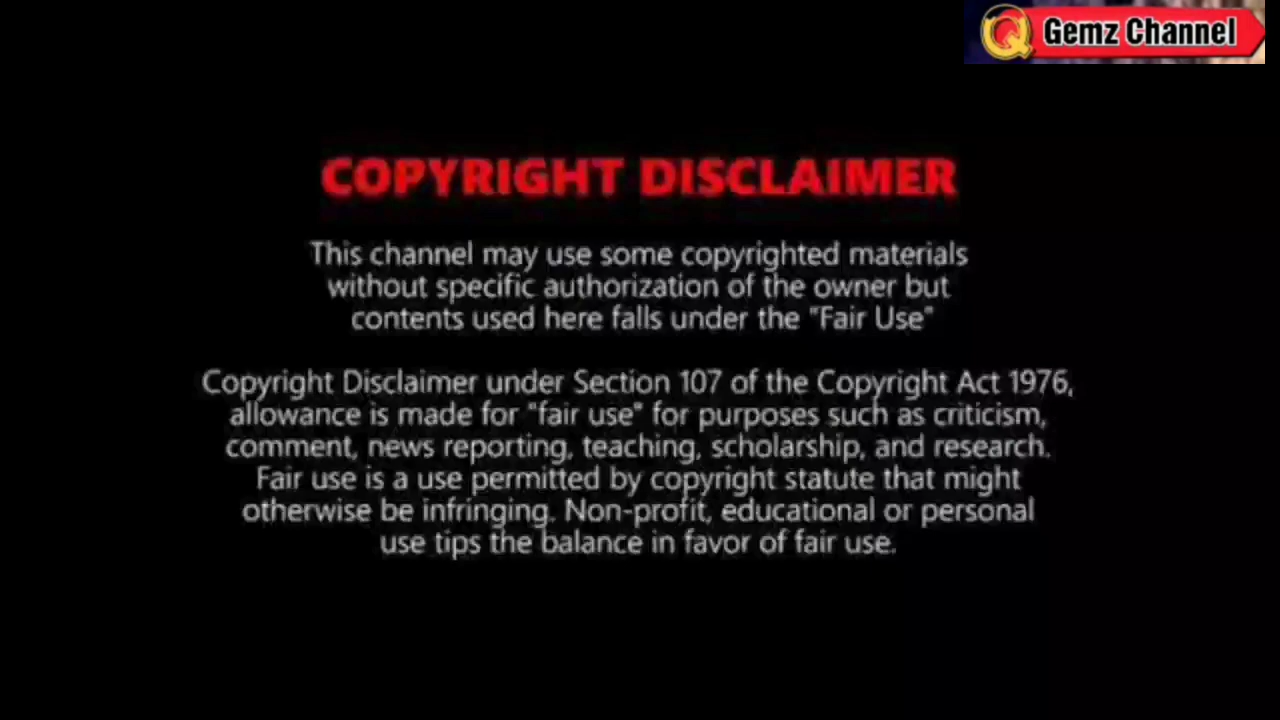 Gemz Channel
COPYRIGHT DISCLAIMER
This channel may use some copyrighted materials
without specific authorization of the owner but
contents used here falls under the "Fair Use"
Copyright Disclaimer under Section 107 of the Copyright Act 1976,
allowance is made for "fair use" for purposes such as criticism,
comment, news reporting, teaching, scholarship, and research.
Fair use is a use permitted by copyright statute that might
otherwise be infringing. Non-profit, educational or personal
use tips the balance in favor of fair use.